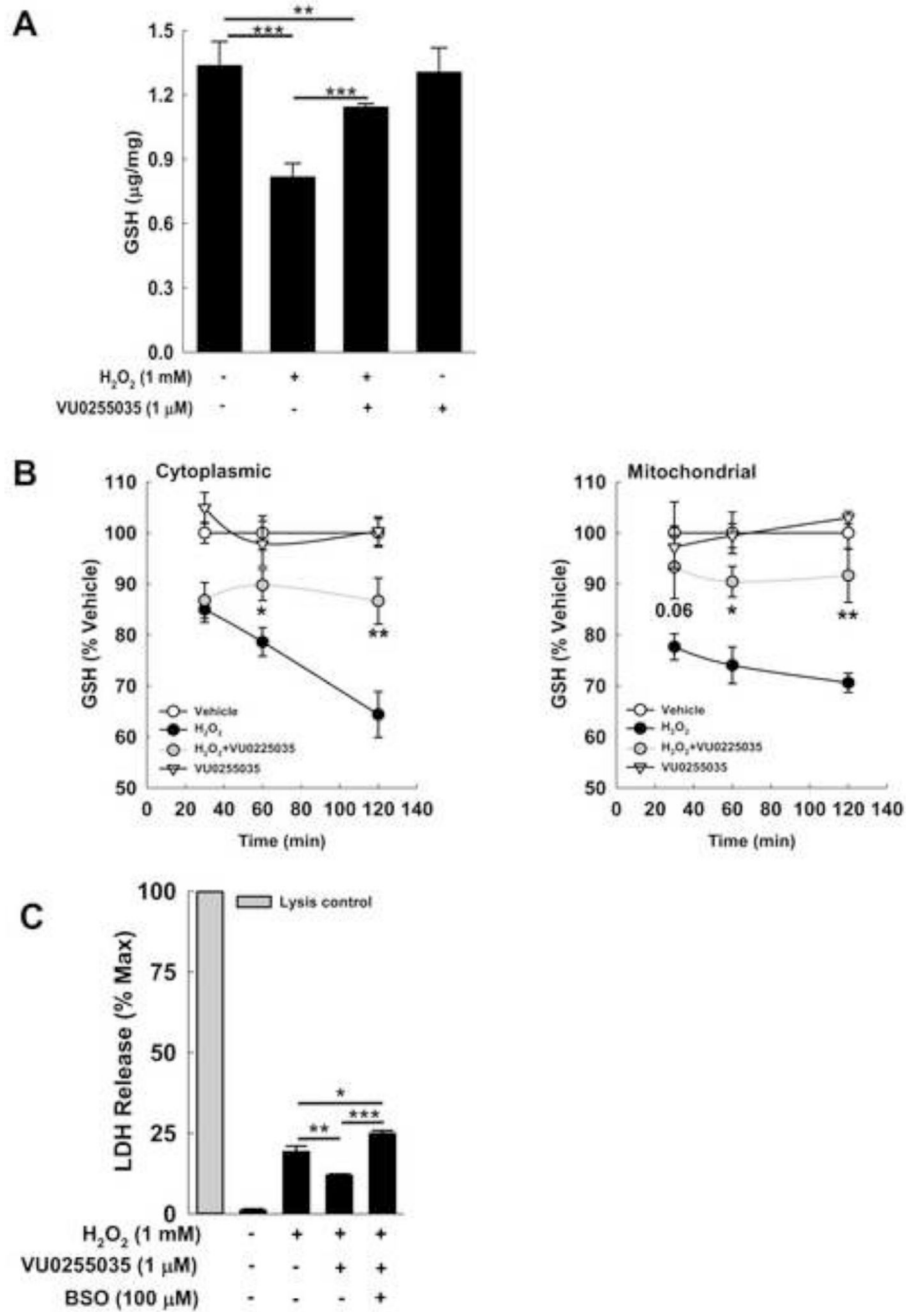 A
**
***
***
1.5
1.2
0.9
0.6
0.3
0.0
GSH (μg/mg)
H₂O₂ (1 mM) - + + -
VU0255035 (1 μM) - - + +
B
Cytoplasmic
110
100
90
80
70
60
50
GSH (% Vehicle)
*
**
Vehicle
H₂O₂
H₂O₂+VU0225035
VU0255035
0 20 40 60 80 100 120 140
Time (min)
Mitochondrial
110
100
90
80
70
60
50
GSH (% Vehicle)
0.06
*
**
Vehicle
H₂O₂
H₂O₂+VU0225035
VU0255035
0 20 40 60 80 100 120 140
Time (min)
C
100
75
50
25
0
LDH Release (% Max)
Lysis control
*
**
***
H₂O₂ (1 mM) - + + +
VU0255035 (1 μM) - - + +
BSO (100 μM) - - - +